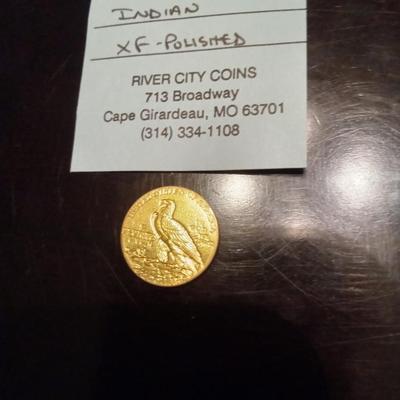 INDIAN
XF-POLISHED
RIVER CITY COINS
713 Broadway
Cape Girardeau, MO 63701
(314) 334-1108